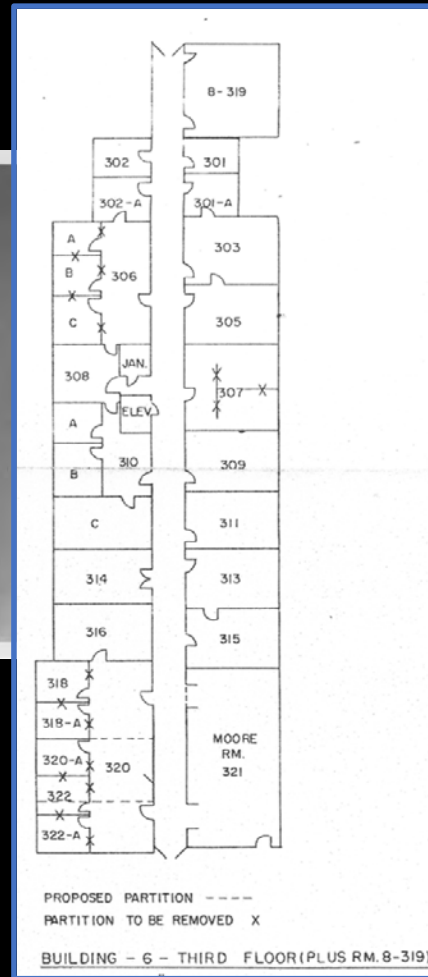 8-319
302
301
302-A
301-A
A
306
303
B
C
305
JAN.
308
307
ELEV.
A
310
309
B
C
311
314
313
316
315
318
318-A
MOORE
RM.
321
320-A
320
322
322-A
PROPOSED PARTITION ----
PARTITION TO BE REMOVED X
BUILDING - 6 - THIRD FLOOR (PLUS RM. 8-319)